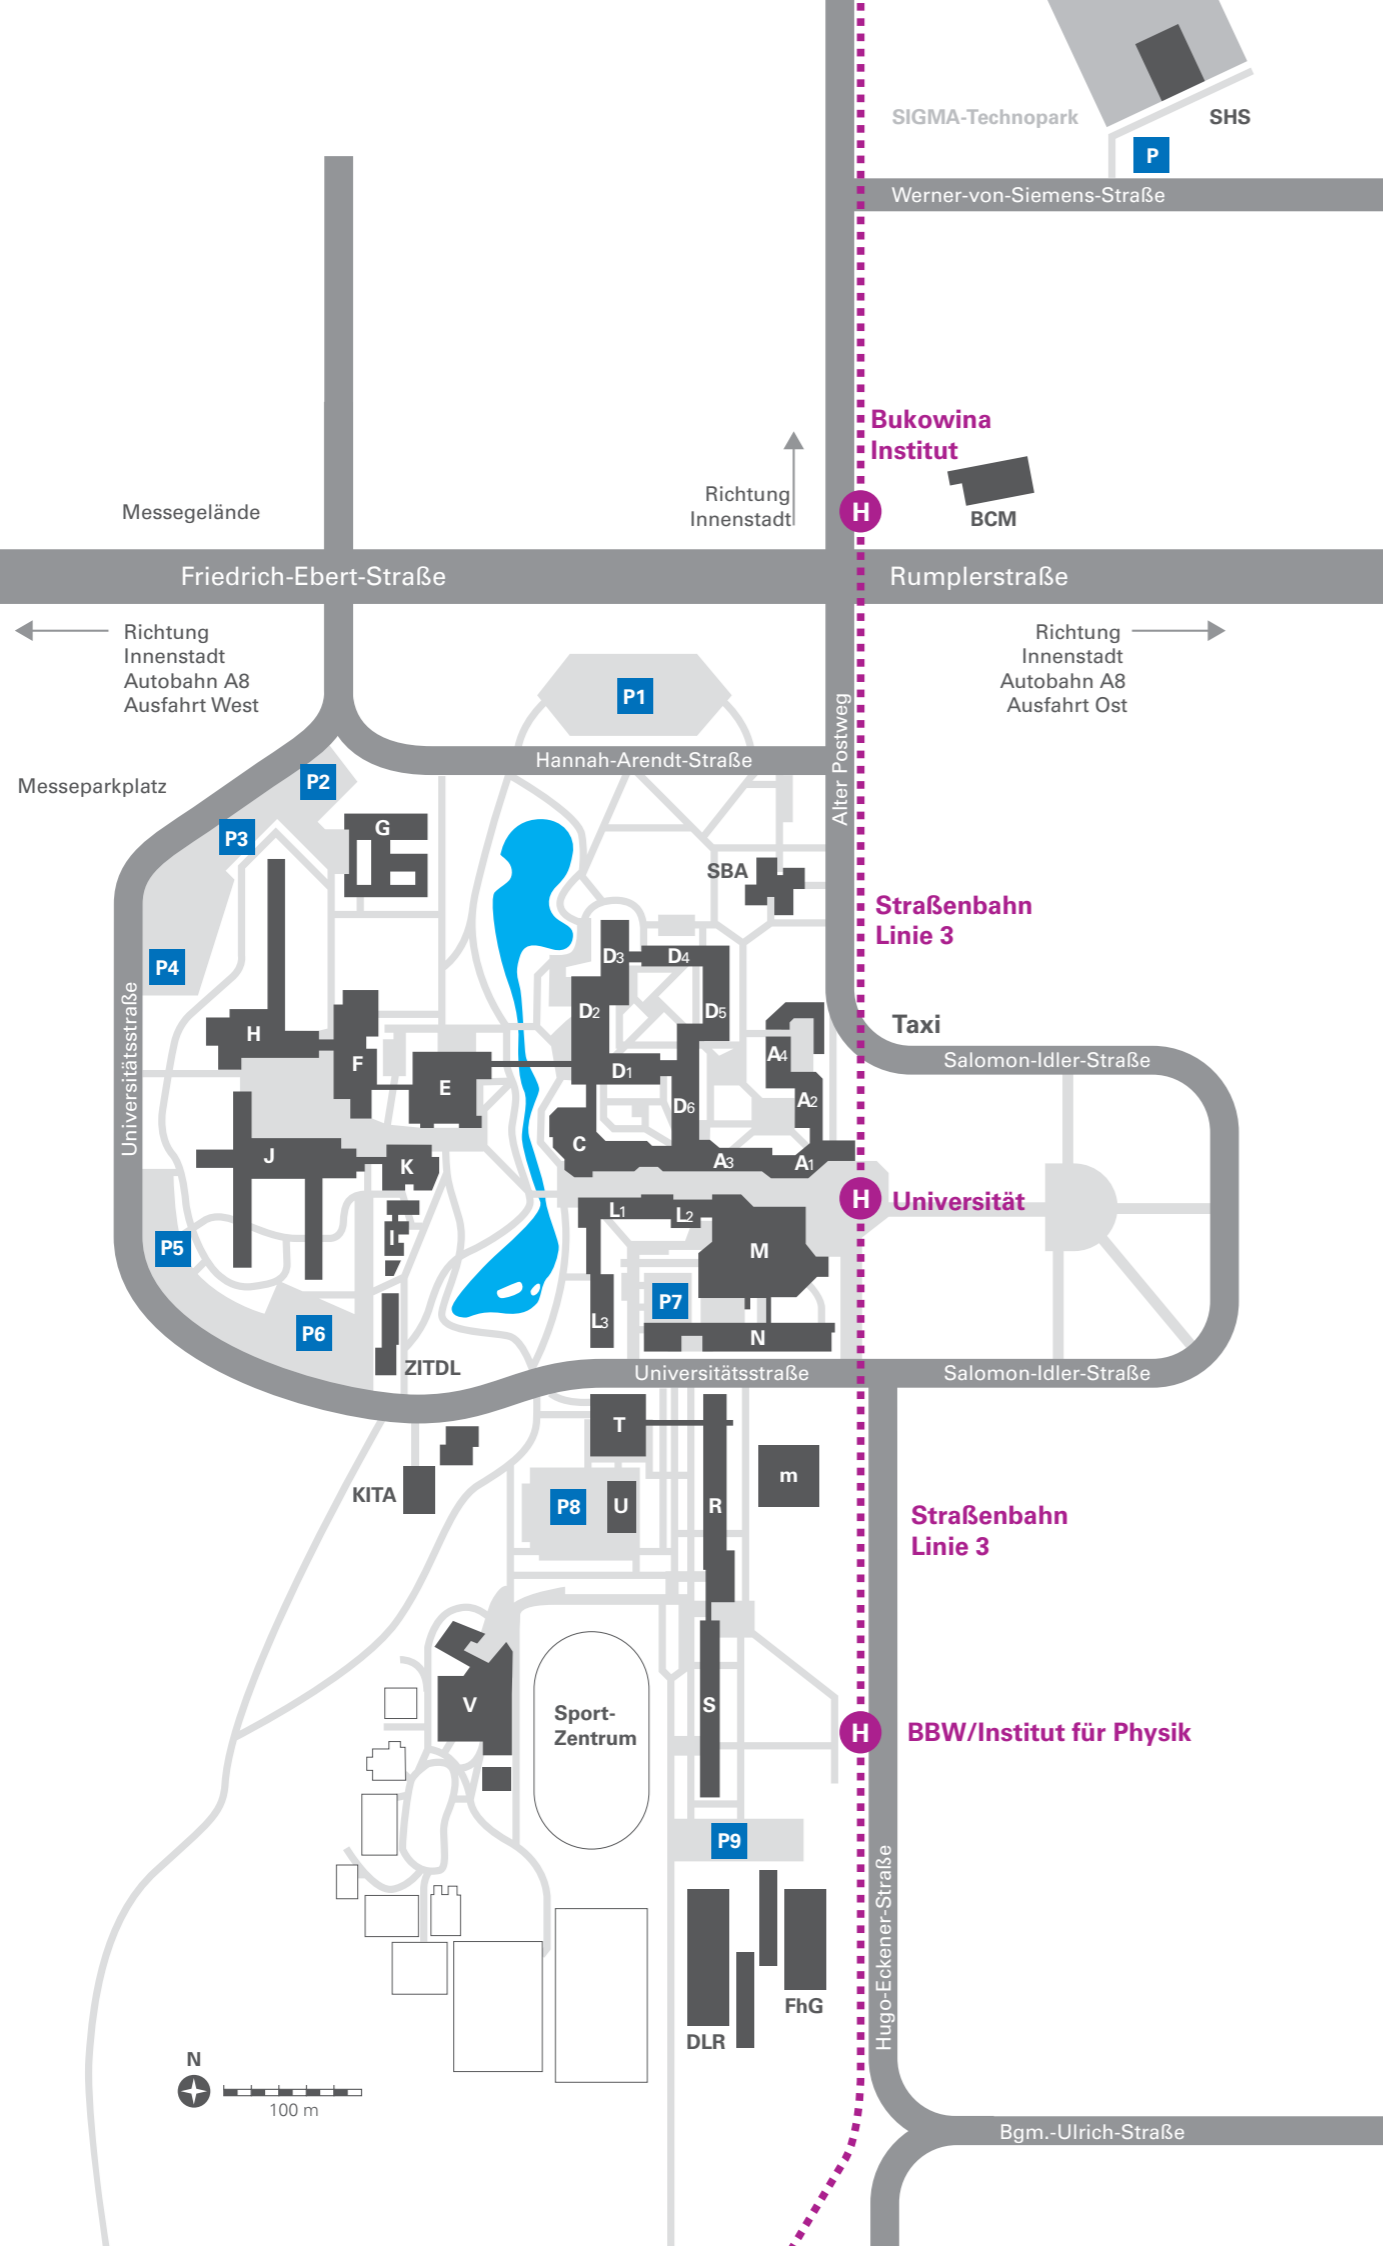 SIGMA-Technopark
SHS
P
Werner-von-Siemens-Straße
Bukowina
Institut
Richtung
Innenstadt
H
BCM
Messegelände
Friedrich-Ebert-Straße
Rumplerstraße
Richtung
Innenstadt
Autobahn A8
Ausfahrt West
Richtung
Innenstadt
Autobahn A8
Ausfahrt Ost
P1
Alter Postweg
Hannah-Arendt-Straße
Messeparkplatz
P2
P3
G
SBA
Straßenbahn
Linie 3
P4
D3
D4
D2
D5
Universitätsstraße
H
F
E
D1
D6
A4
A2
Taxi
Salomon-Idler-Straße
J
K
C
A3
A1
I
L1
L2
H
Universität
P5
M
P7
P6
L3
N
ZITDL
Universitätsstraße
Salomon-Idler-Straße
T
KITA
P8
U
R
m
Straßenbahn
Linie 3
V
Sport-
Zentrum
S
H
BBW/Institut für Physik
P9
Hugo-Eckener-Straße
FhG
DLR
N
100 m
Bgm.-Ulrich-Straße